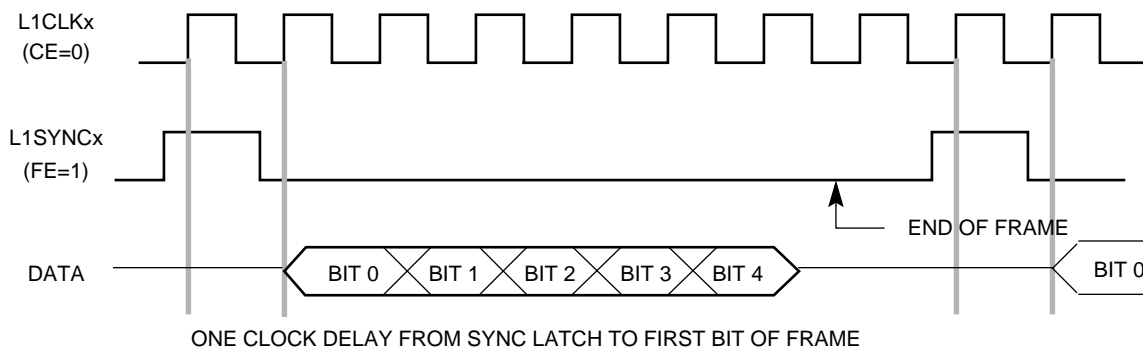 L1CLKx
(CE=0)
L1SYNCx
(FE=1)
END OF FRAME
DATA
BIT 0
BIT 1
BIT 2
BIT 3
BIT 4
BIT 0
ONE CLOCK DELAY FROM SYNC LATCH TO FIRST BIT OF FRAME